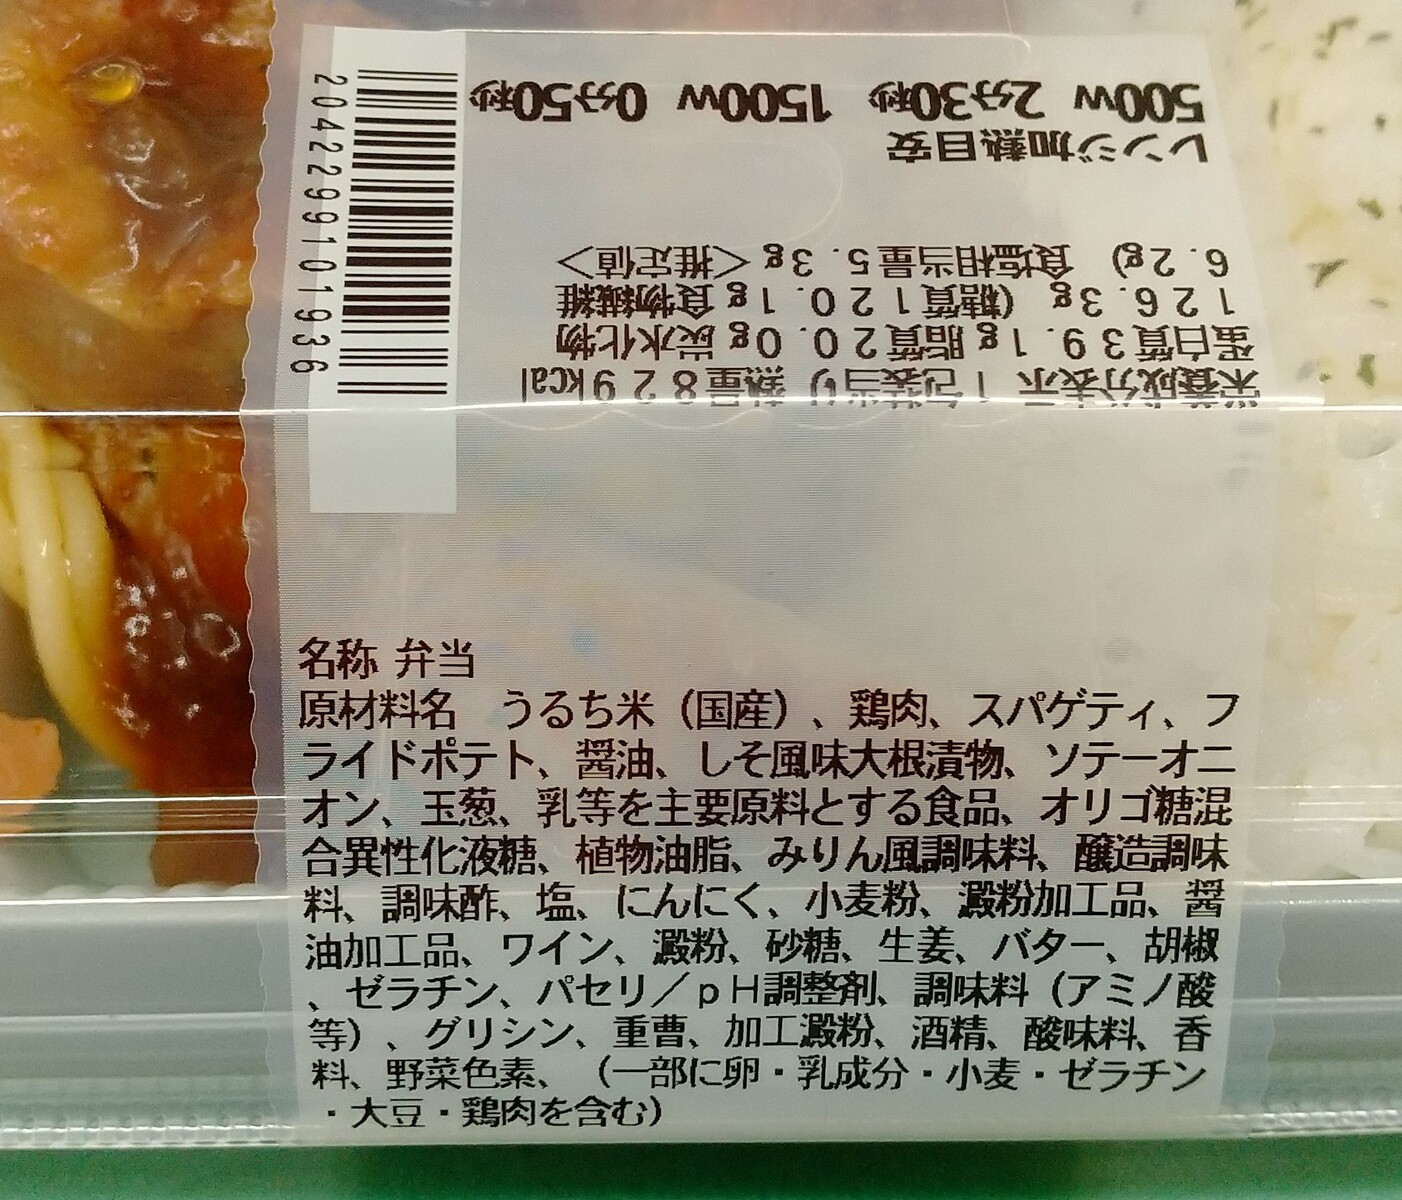 レンジ加熱目安
500w 2分30秒 1500w 0分50秒
栄養成分表示1包装当り 熱量829kcal
蛋白質39.1g 脂質20.0g 炭水化物
126.3g (糖質120.1g 食物繊維
6.2g) 食塩相当量5.3g <推定値>
2042299101936
名称 弁当
原材料名 うるち米（国産）、鶏肉、スパゲティ、フ
ライドポテト、醤油、しそ風味大根漬物、ソテーオニ
オン、玉葱、乳等を主要原料とする食品、オリゴ糖混
合異性化液糖、植物油脂、みりん風調味料、醸造調味
料、調味酢、塩、にんにく、小麦粉、澱粉加工品、醤
油加工品、ワイン、澱粉、砂糖、生姜、バター、胡椒
、ゼラチン、パセリ／ｐＨ調整剤、調味料（アミノ酸
等）、グリシン、重曹、加工澱粉、酒精、酸味料、香
料、野菜色素、（一部に卵・乳成分・小麦・ゼラチン
・大豆・鶏肉を含む）